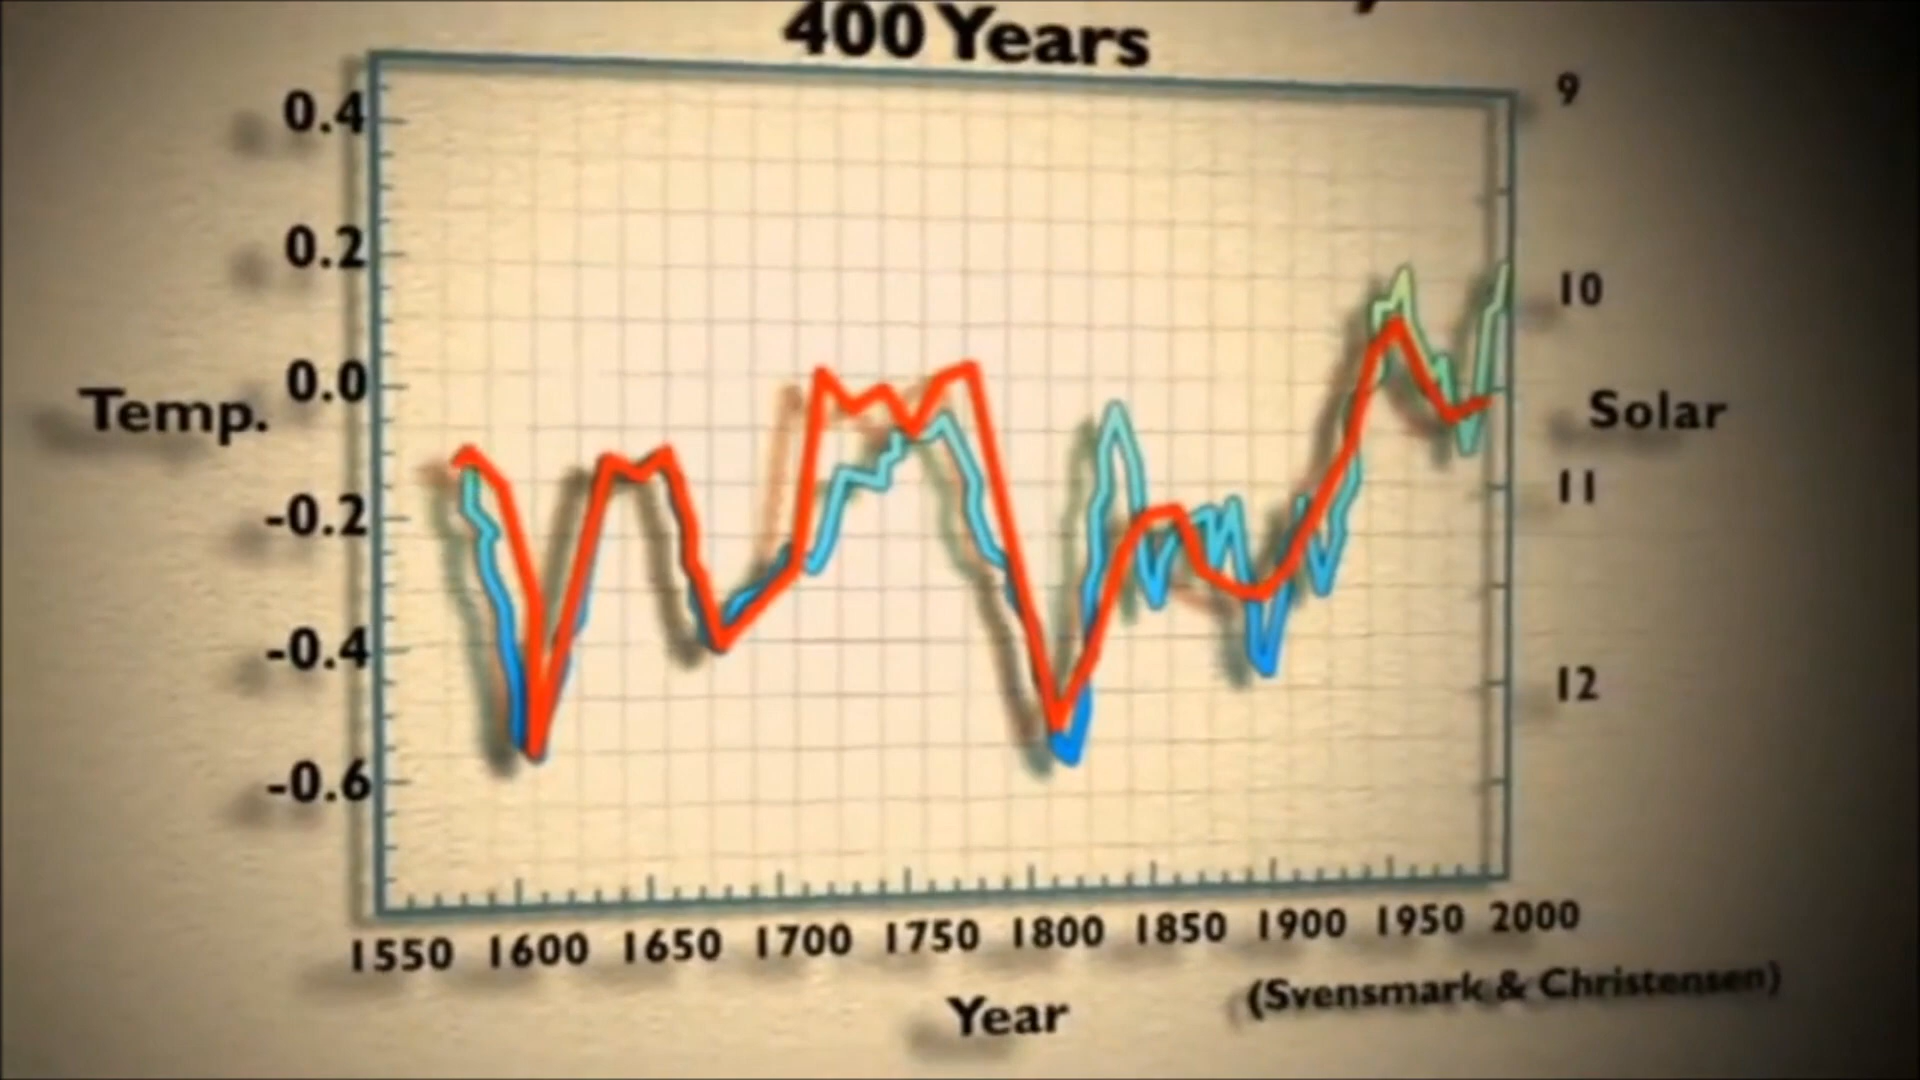 400 Years
0.4
0.2
0.0
-0.2
-0.4
-0.6
Temp.
9
10
11
12
Solar
1550 1600 1650 1700 1750 1800 1850 1900 1950 2000
Year
(Svensmark & Christensen)